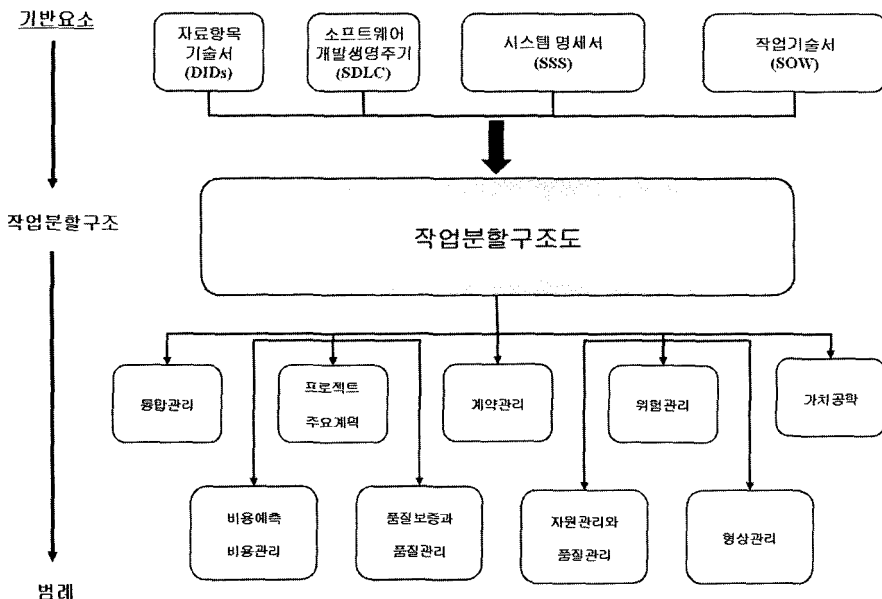 기반요소
자료항목
기술서
(DIDs)
소프트웨어
개발생명주기
(SDLC)
시스템 명세서
(SSS)
작업기술서
(SOW)
작업분할구조
작업분할구조도
통합관리
프로젝트
주요계획
계약관리
위험관리
가치공학
비용예측
비용관리
품질보증과
품질관리
자원관리와
품질관리
형상관리
범례